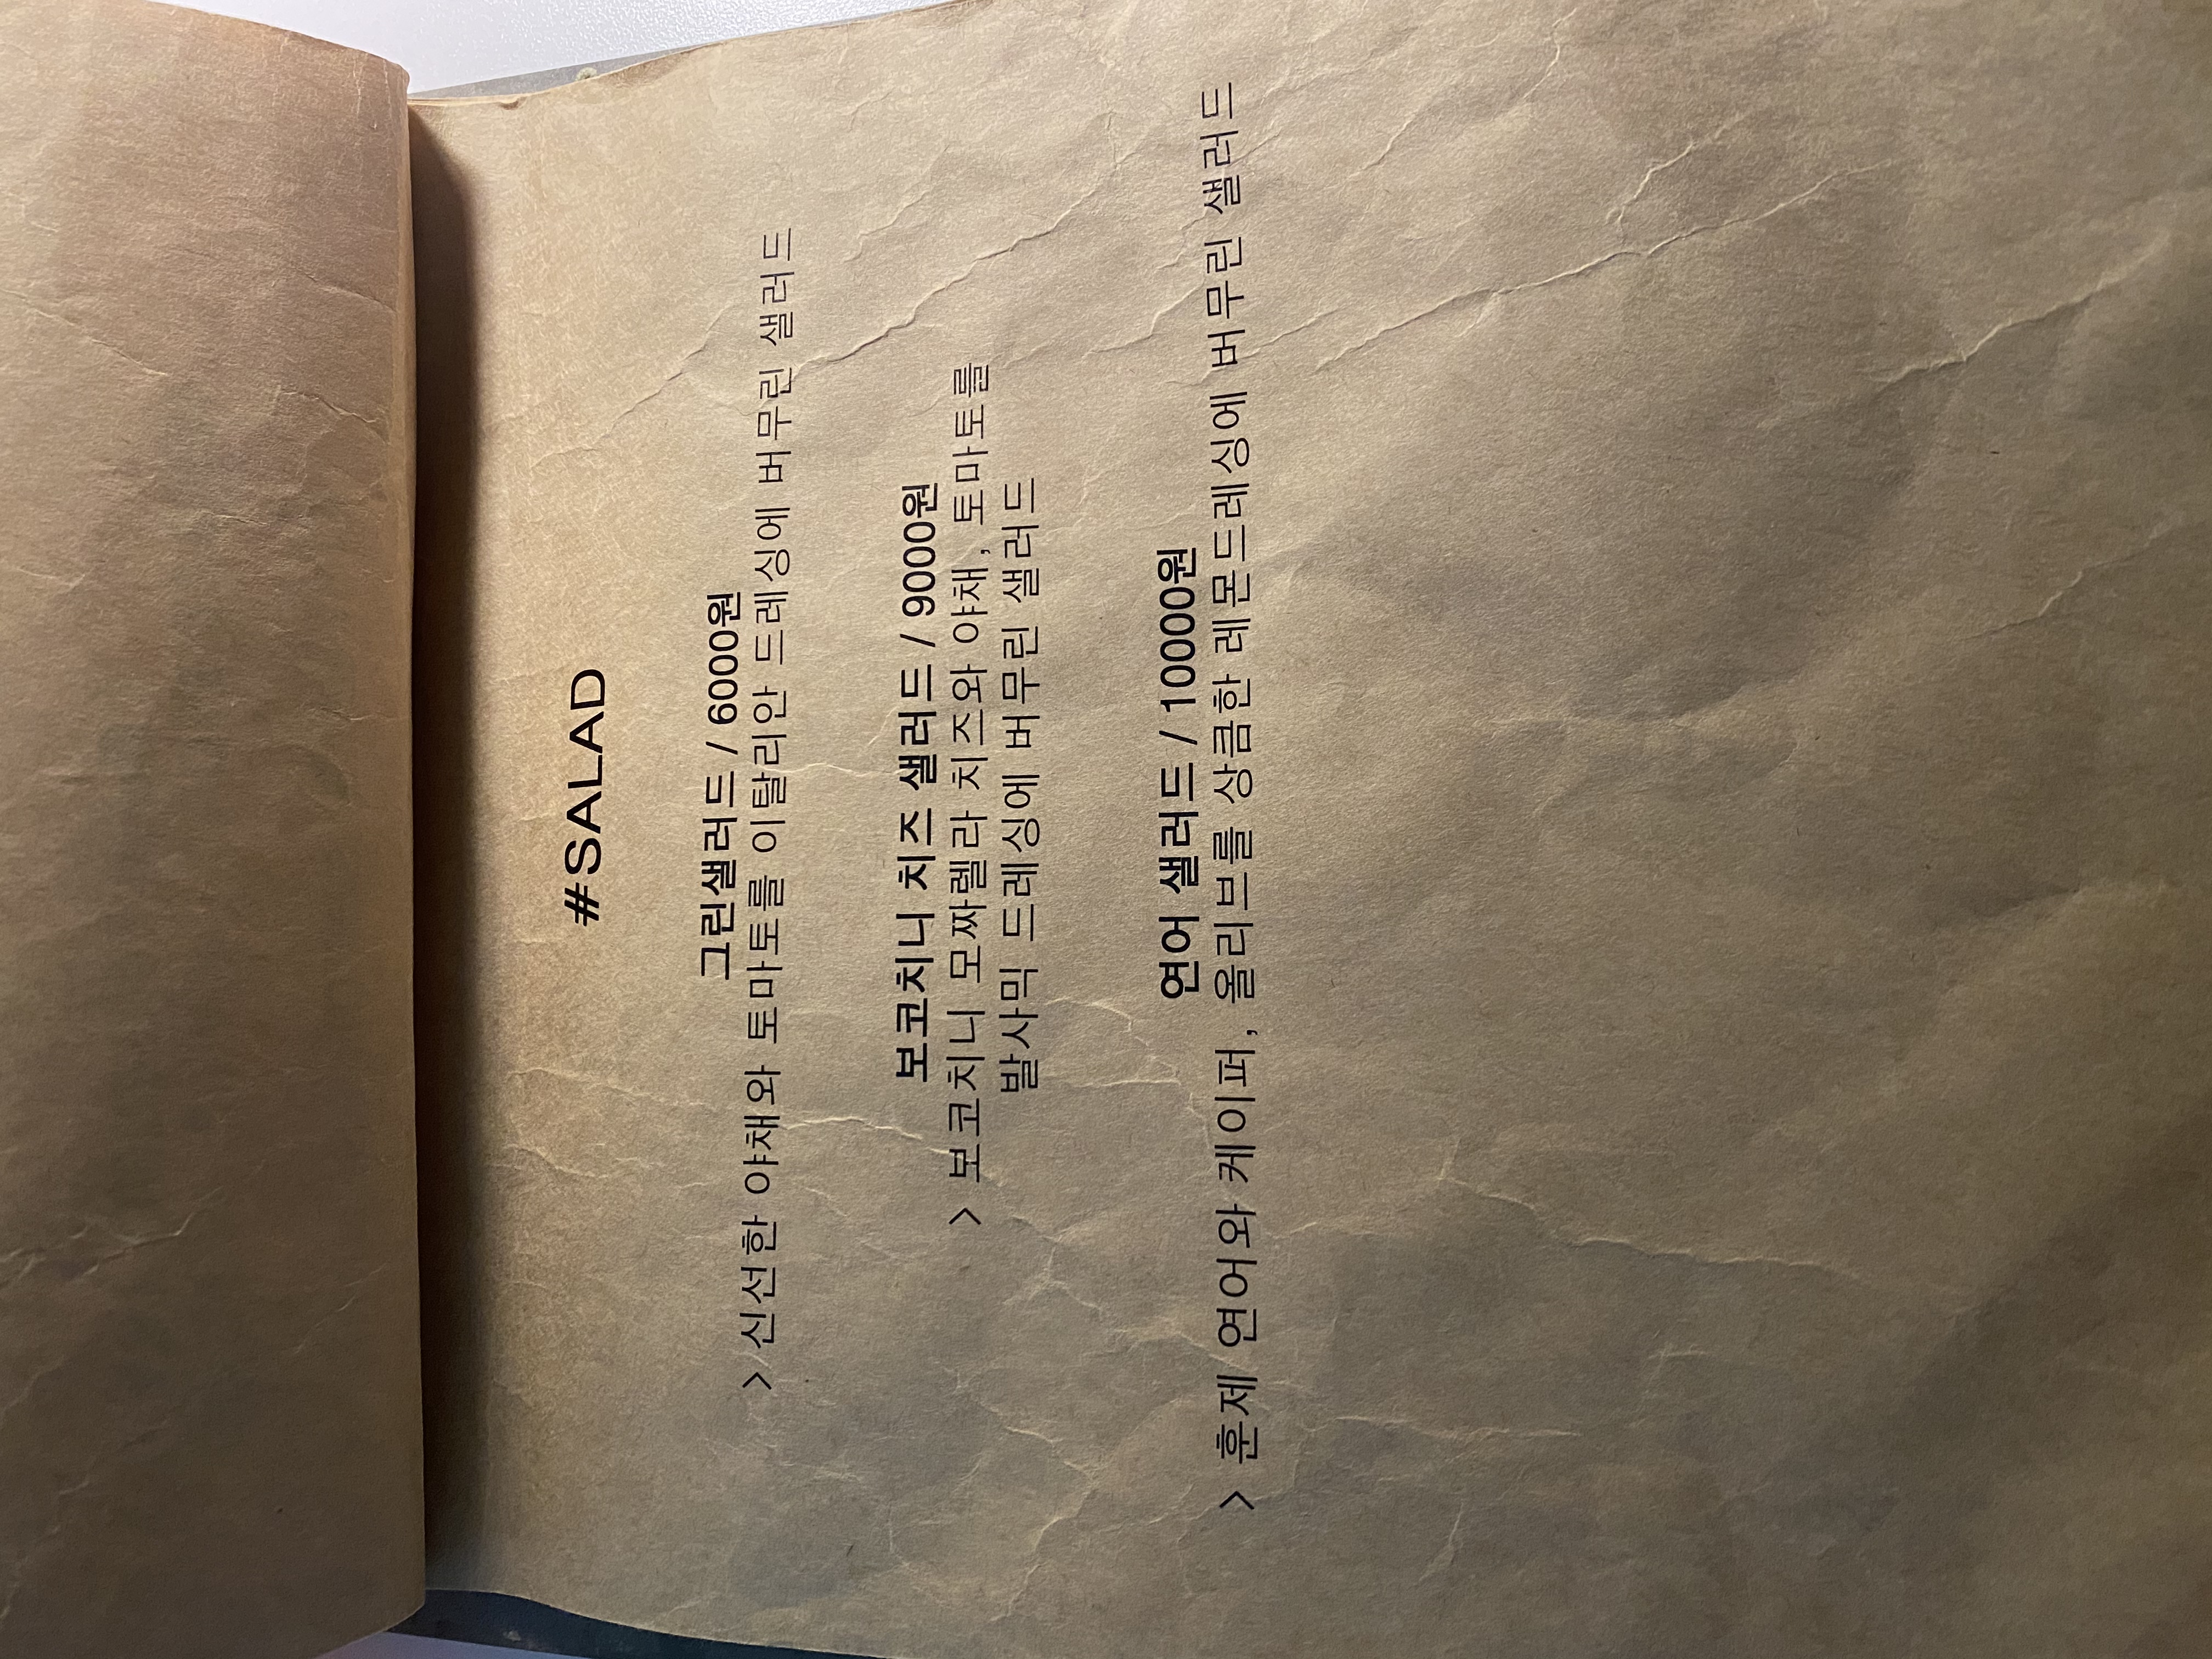 #SALAD
그린샐러드 / 6000원
> 신선한 야채와 토마토를 이탈리안 드레싱에 버무린 샐러드
보코치니 치즈 샐러드 / 9000원
> 보코치니 모짜렐라 치즈와 야채, 토마토를
발사믹 드레싱에 버무린 샐러드
연어 샐러드 / 10000원
> 훈제 연어와 케이퍼, 올리브를 상큼한 레몬드레싱에 버무린 샐러드